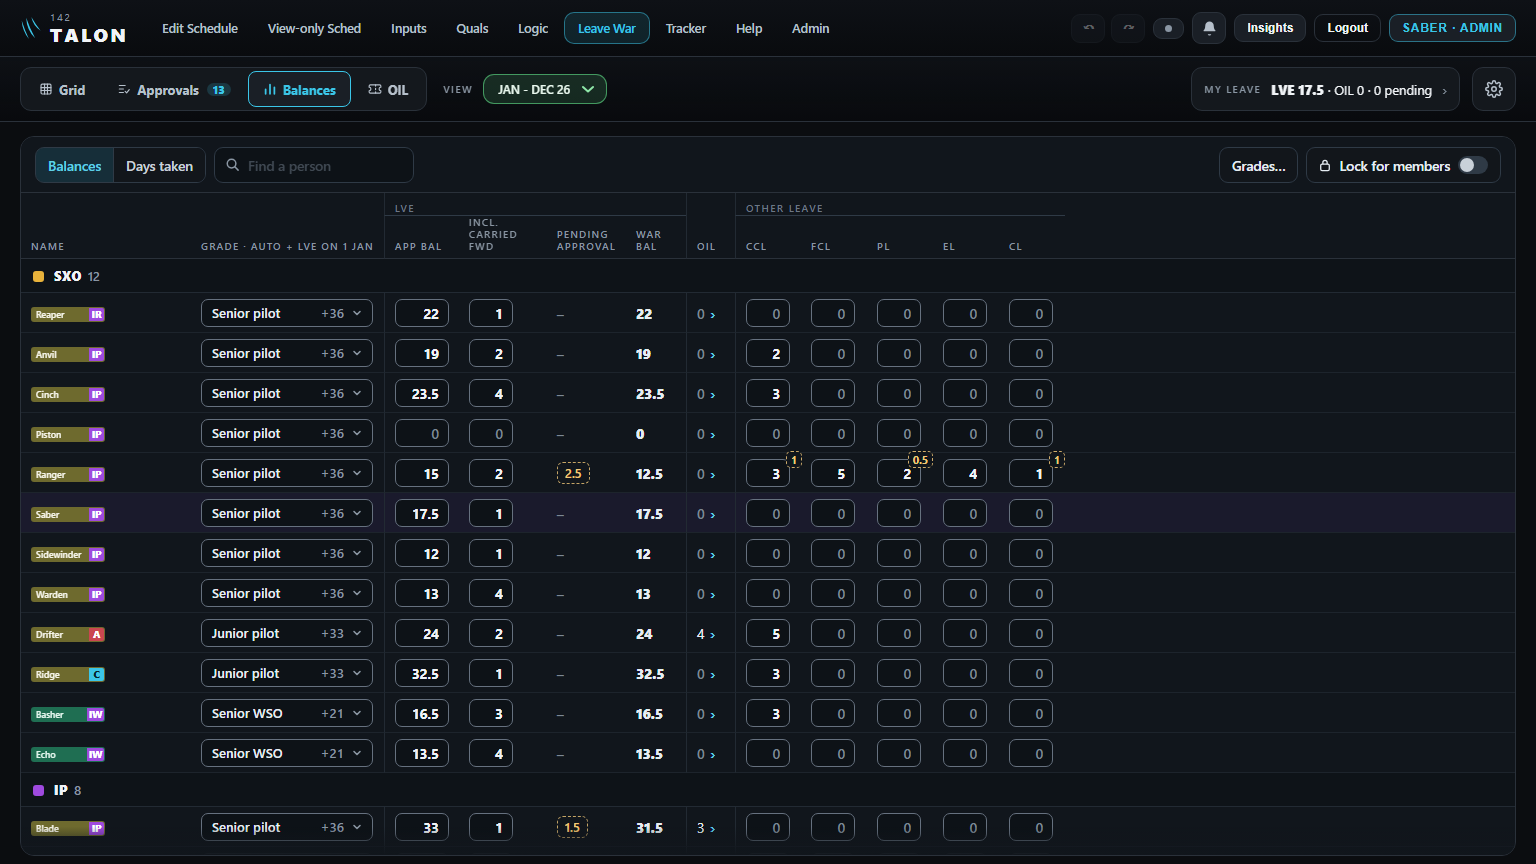 142
TALON
Edit Schedule
View-only Sched
Inputs
Quals
Logic
Leave War
Tracker
Help
Admin
Insights
Logout
SABER · ADMIN
Grid
Approvals 13
Balances
OIL
VIEW
JAN - DEC 26
MY LEAVE LVE 17.5 · OIL 0 · 0 pending ›
Balances
Days taken
Find a person
Grades...
Lock for members
LVE
OTHER LEAVE
NAME
GRADE · AUTO + LVE ON 1 JAN
APP BAL
INCL. CARRIED FWD
PENDING APPROVAL
WAR BAL
OIL
CCL
FCL
PL
EL
CL
SXO 12
Reaper IR Senior pilot +36 22 1 – 22 0 › 0 0 0 0 0
Anvil IP Senior pilot +36 19 2 – 19 0 › 2 0 0 0 0
Cinch IP Senior pilot +36 23.5 4 – 23.5 0 › 3 0 0 0 0
Piston IP Senior pilot +36 0 0 – 0 0 › 0 0 0 0 0
Ranger IP Senior pilot +36 15 2 2.5 12.5 0 › 3 1 5 2 0.5 4 1 1
Saber IP Senior pilot +36 17.5 1 – 17.5 0 › 0 0 0 0 0
Sidewinder IP Senior pilot +36 12 1 – 12 0 › 0 0 0 0 0
Warden IP Senior pilot +36 13 4 – 13 0 › 0 0 0 0 0
Drifter A Junior pilot +33 24 2 – 24 4 › 5 0 0 0 0
Ridge C Junior pilot +33 32.5 1 – 32.5 0 › 3 0 0 0 0
Basher IW Senior WSO +21 16.5 3 – 16.5 0 › 3 0 0 0 0
Echo IW Senior WSO +21 13.5 4 – 13.5 0 › 0 0 0 0 0
IP 8
Blade IP Senior pilot +36 33 1 1.5 31.5 3 › 0 0 0 0 0